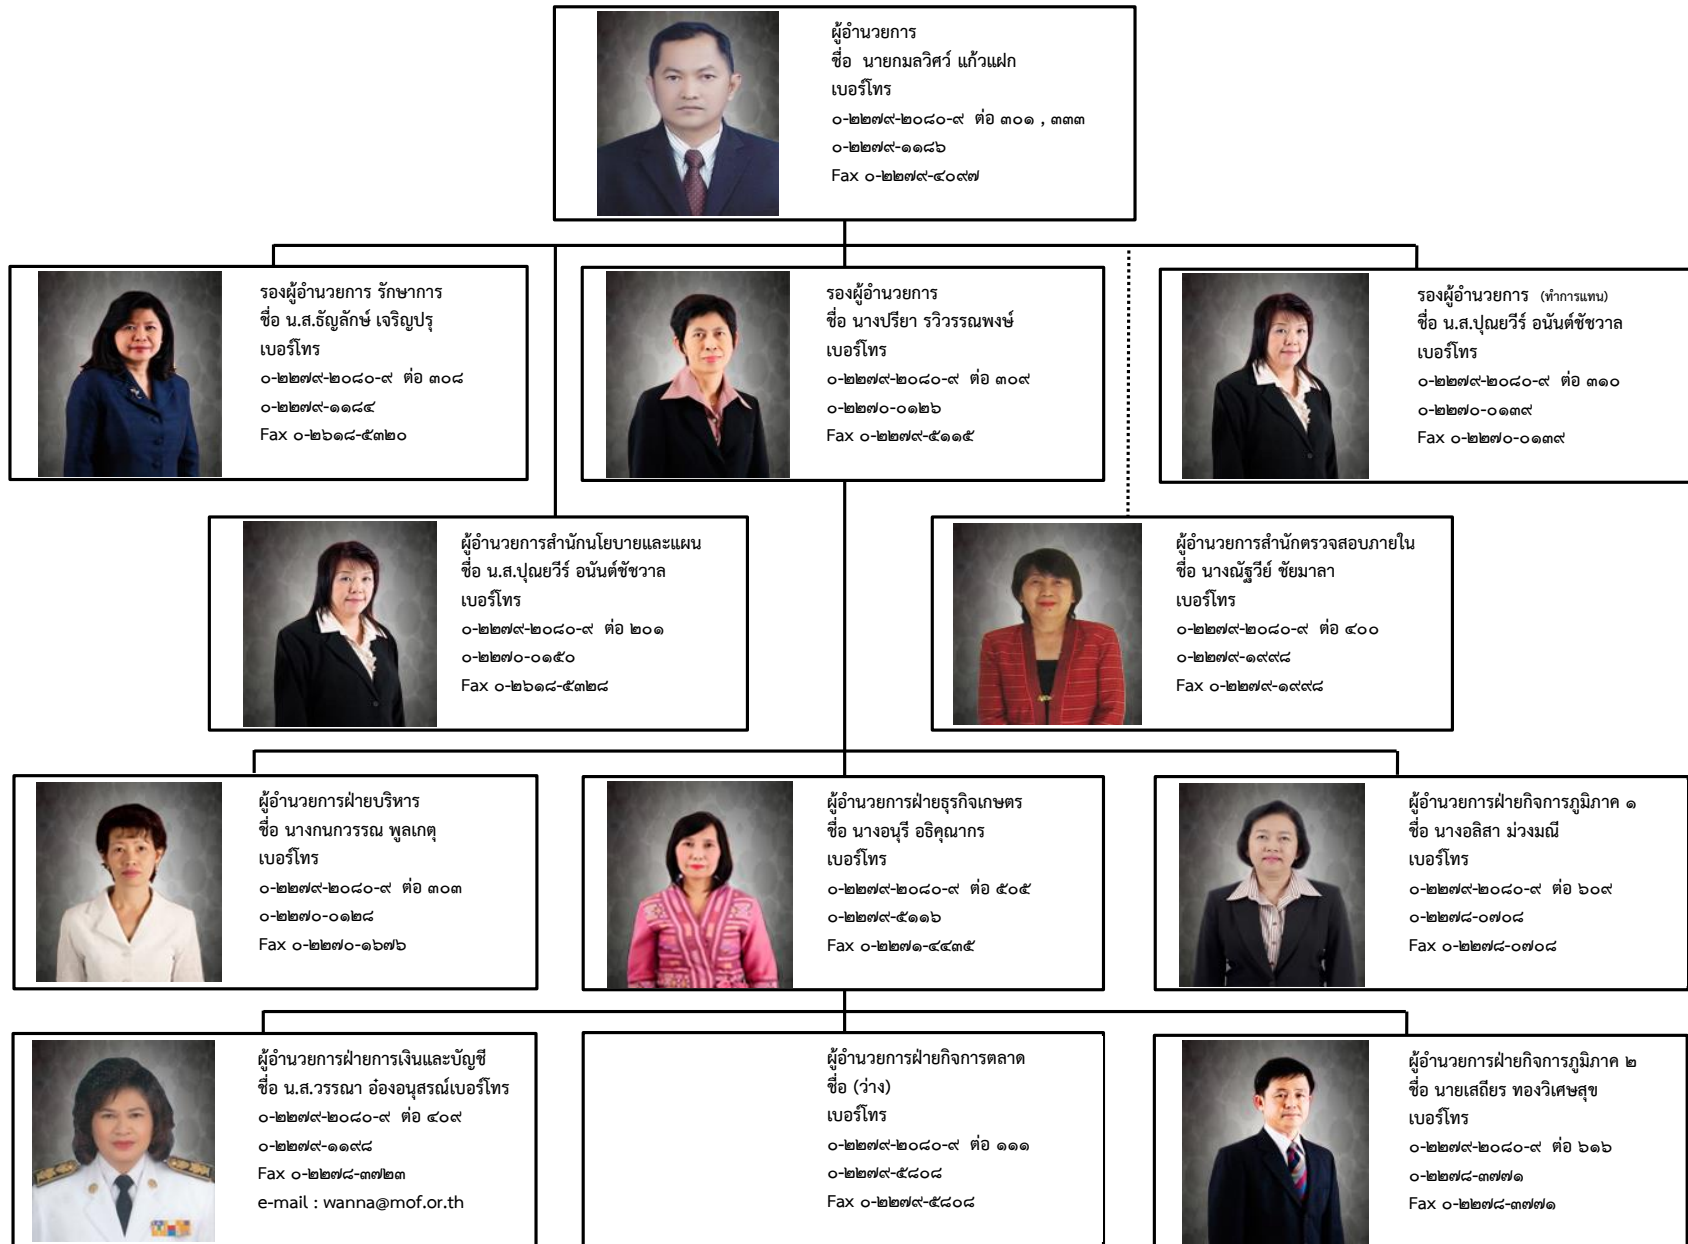 ผู้อำนวยการ
ชื่อ นายกมลวิศว์ แก้วแฝก
เบอร์โทร
๐-๒๒๗๙-๒๐๘๐-๙ ต่อ ๓๐๑ , ๓๓๓
๐-๒๒๗๙-๑๑๘๖
Fax ๐-๒๒๗๙-๔๐๙๗
รองผู้อำนวยการ รักษาการ
ชื่อ น.ส.ธัญลักษ์ เจริญปรุ
เบอร์โทร
๐-๒๒๗๙-๒๐๘๐-๙ ต่อ ๓๐๘
๐-๒๒๗๙-๑๑๘๔
Fax ๐-๒๖๑๘-๕๓๒๐
รองผู้อำนวยการ
ชื่อ นางปรียา รวิวรรณพงษ์
เบอร์โทร
๐-๒๒๗๙-๒๐๘๐-๙ ต่อ ๓๐๙
๐-๒๒๗๐-๐๑๒๖
Fax ๐-๒๒๗๙-๕๑๑๕
รองผู้อำนวยการ (ทำการแทน)
ชื่อ น.ส.ปุณยวีร์ อนันต์ชัชวาล
เบอร์โทร
๐-๒๒๗๙-๒๐๘๐-๙ ต่อ ๓๑๐
๐-๒๒๗๐-๐๑๓๙
Fax ๐-๒๒๗๐-๐๑๓๙
ผู้อำนวยการสำนักนโยบายและแผน
ชื่อ น.ส.ปุณยวีร์ อนันต์ชัชวาล
เบอร์โทร
๐-๒๒๗๙-๒๐๘๐-๙ ต่อ ๒๐๑
๐-๒๒๗๐-๐๑๕๐
Fax ๐-๒๖๑๘-๕๓๒๘
ผู้อำนวยการสำนักตรวจสอบภายใน
ชื่อ นางณัฐวีย์ ชัยมาลา
เบอร์โทร
๐-๒๒๗๙-๒๐๘๐-๙ ต่อ ๔๐๐
๐-๒๒๗๙-๑๙๙๘
Fax ๐-๒๒๗๙-๑๙๙๘
ผู้อำนวยการฝ่ายบริหาร
ชื่อ นางกนกวรรณ พูลเกตุ
เบอร์โทร
๐-๒๒๗๙-๒๐๘๐-๙ ต่อ ๓๐๓
๐-๒๒๗๐-๐๑๒๘
Fax ๐-๒๒๗๐-๑๖๗๖
ผู้อำนวยการฝ่ายธุรกิจเกษตร
ชื่อ นางอนุรี อธิคุณากร
เบอร์โทร
๐-๒๒๗๙-๒๐๘๐-๙ ต่อ ๕๐๕
๐-๒๒๗๙-๕๑๑๖
Fax ๐-๒๒๗๑-๔๔๓๕
ผู้อำนวยการฝ่ายกิจการภูมิภาค ๑
ชื่อ นางอลิสา ม่วงมณี
เบอร์โทร
๐-๒๒๗๙-๒๐๘๐-๙ ต่อ ๖๐๙
๐-๒๒๗๘-๐๗๐๘
Fax ๐-๒๒๗๘-๐๗๐๘
ผู้อำนวยการฝ่ายการเงินและบัญชี
ชื่อ น.ส.วรรณา อ๋องอนุสรณ์เบอร์โทร
๐-๒๒๗๙-๒๐๘๐-๙ ต่อ ๔๐๙
๐-๒๒๗๙-๑๑๙๘
Fax ๐-๒๒๗๘-๓๗๒๓
e-mail : wanna@mof.or.th
ผู้อำนวยการฝ่ายกิจการตลาด
ชื่อ (ว่าง)
เบอร์โทร
๐-๒๒๗๙-๒๐๘๐-๙ ต่อ ๑๑๑
๐-๒๒๗๙-๕๘๐๘
Fax ๐-๒๒๗๙-๕๘๐๘
ผู้อำนวยการฝ่ายกิจการภูมิภาค ๒
ชื่อ นายเสถียร ทองวิเศษสุข
เบอร์โทร
๐-๒๒๗๙-๒๐๘๐-๙ ต่อ ๖๑๖
๐-๒๒๗๘-๓๗๗๑
Fax ๐-๒๒๗๘-๓๗๗๑